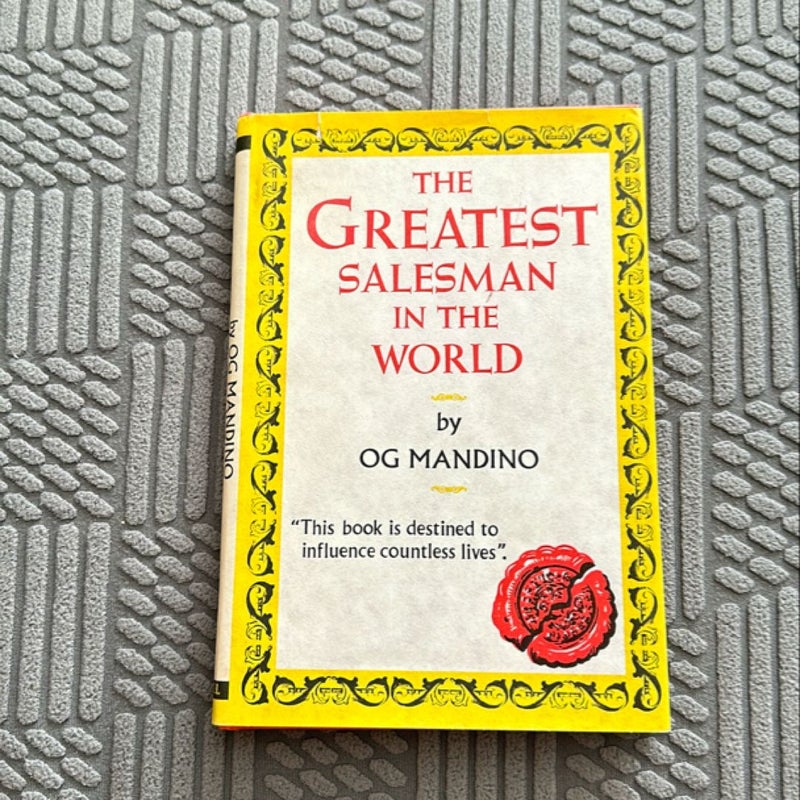 THE
GREATEST
SALESMAN
IN THE
WORLD
by
OG MANDINO
“This book is destined to
influence countless lives”.
by OG MANDINO